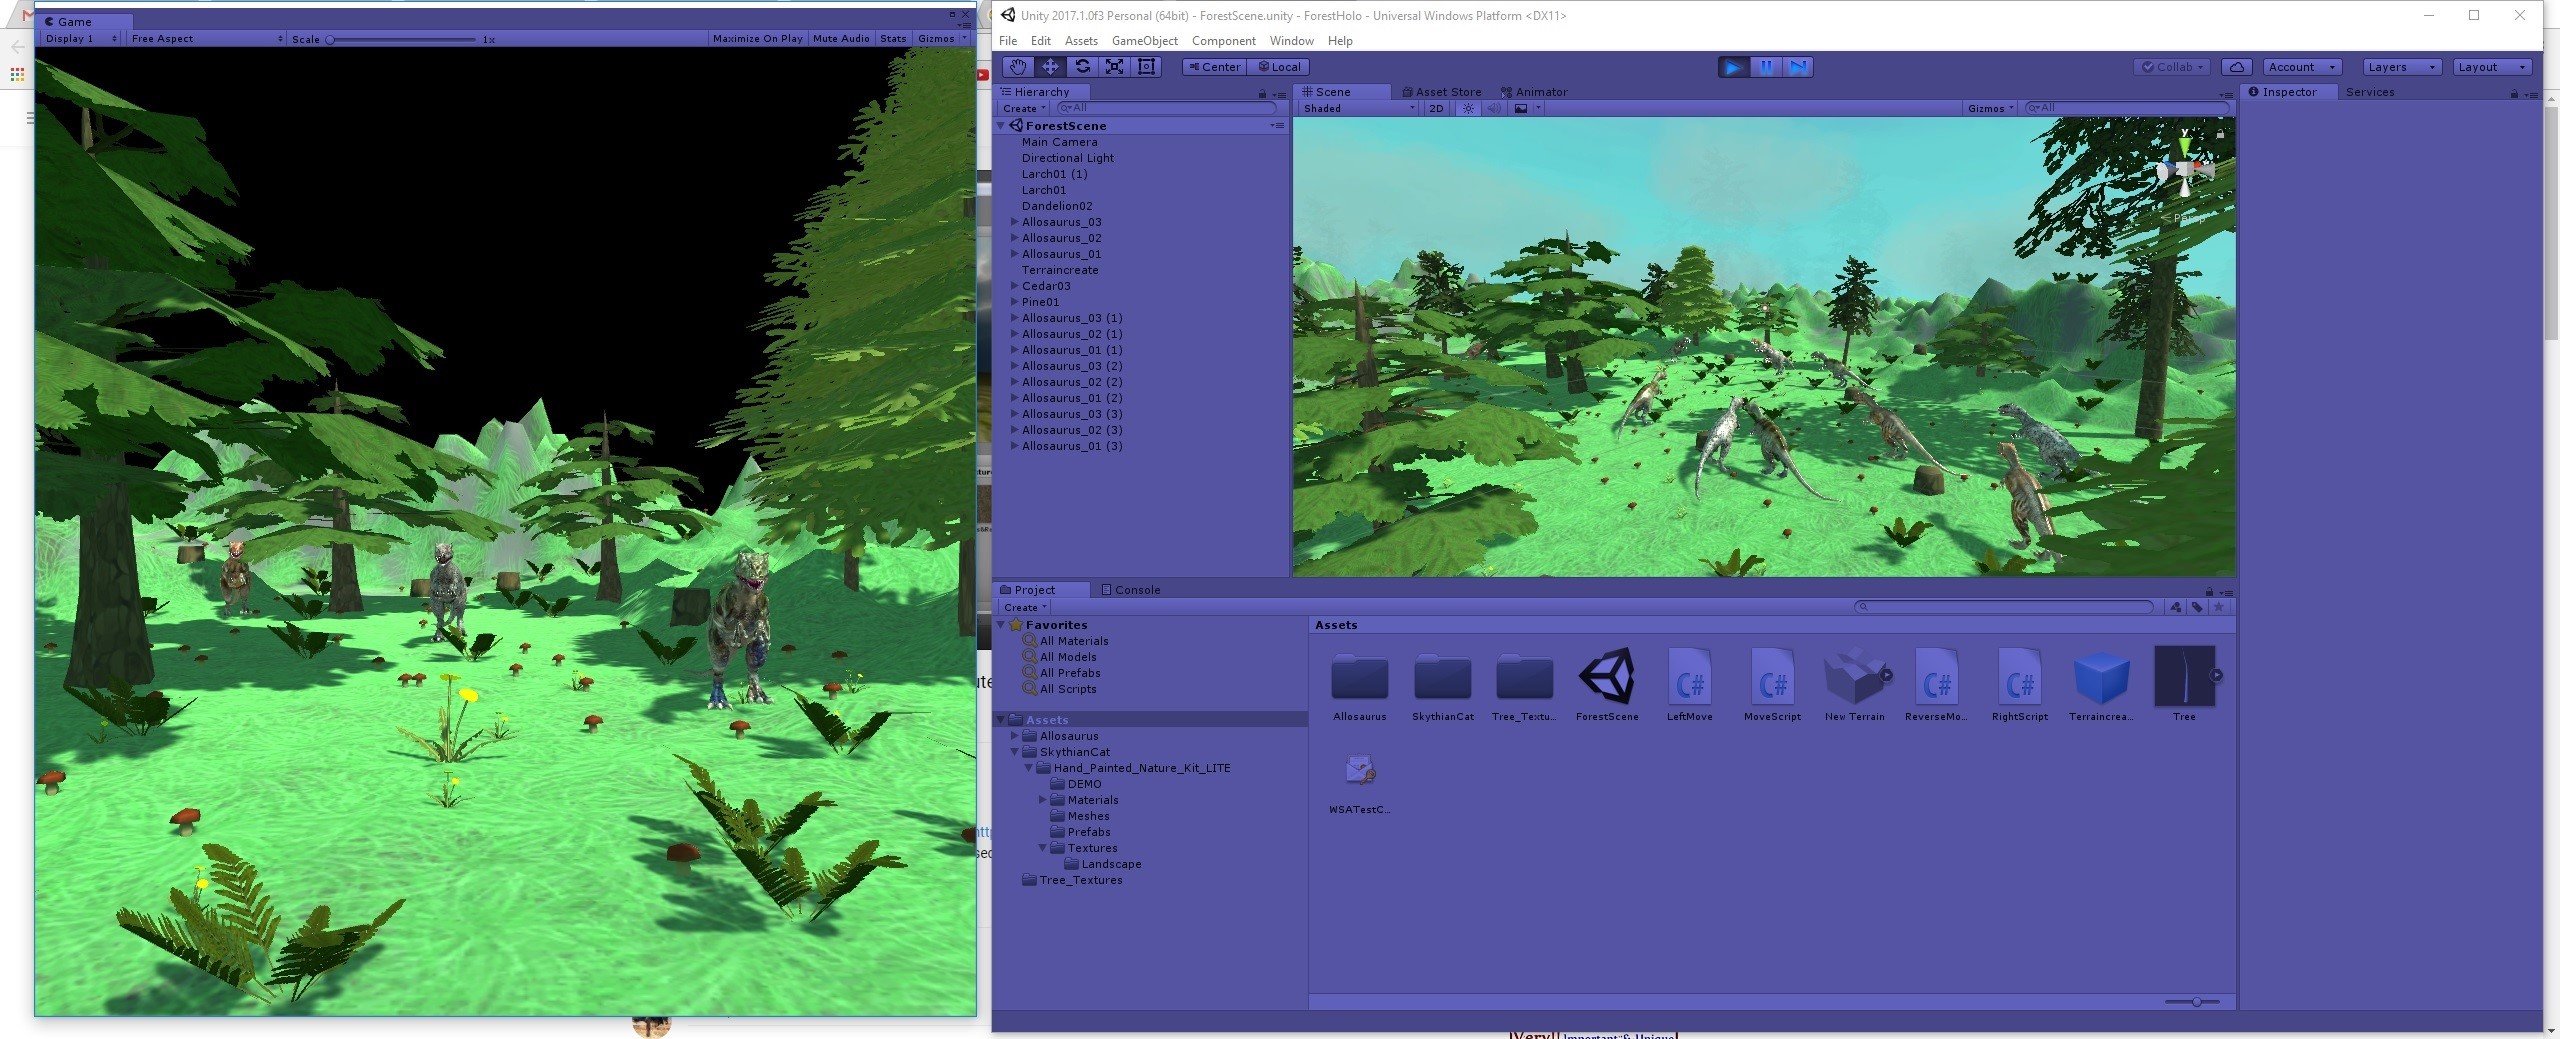 Game
Display 1 Free Aspect Scale 1x Maximize On Play Mute Audio Stats Gizmos
Unity 2017.1.0f3 Personal (64bit) - ForestScene.unity - ForestHolo - Universal Windows Platform <DX11>
File Edit Assets GameObject Component Window Help
Center Local Collab Account Layers Layout
Hierarchy
Create All
ForestScene
Main Camera
Directional Light
Larch01 (1)
Larch01
Dandelion02
Allosaurus_03
Allosaurus_02
Allosaurus_01
Terraincreate
Cedar03
Pine01
Allosaurus_03 (1)
Allosaurus_02 (1)
Allosaurus_01 (1)
Allosaurus_03 (2)
Allosaurus_02 (2)
Allosaurus_01 (2)
Allosaurus_03 (3)
Allosaurus_02 (3)
Allosaurus_01 (3)
Scene Asset Store Animator
Shaded 2D Gizmos All
y
Persp
Inspector Services
Project Console
Create
Favorites
All Materials
All Models
All Prefabs
All Scripts
Assets
Allosaurus
SkythianCat
Hand_Painted_Nature_Kit_LITE
DEMO
Materials
Meshes
Prefabs
Textures
Landscape
Tree_Textures
Assets
C# C# C# C#
Allosaurus SkythianCat Tree_Textu... ForestScene LeftMove MoveScript New Terrain ReverseMo... RightScript Terraincrea... Tree
WSATestC...